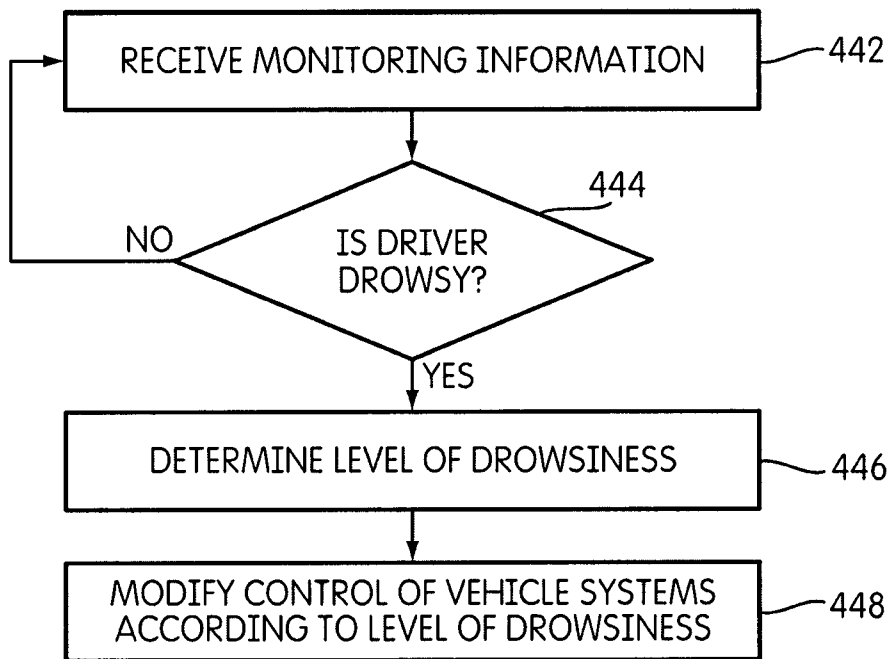 RECEIVE MONITORING INFORMATION
442
444
NO
IS DRIVER
DROWSY?
YES
DETERMINE LEVEL OF DROWSINESS
446
MODIFY CONTROL OF VEHICLE SYSTEMS
ACCORDING TO LEVEL OF DROWSINESS
448